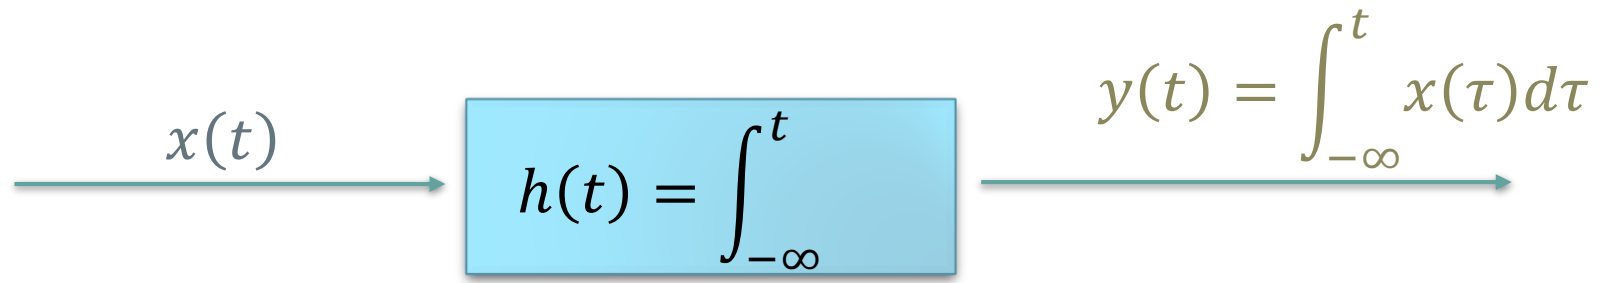 x(t)
h(t) = ∫_{-∞}^{t}
y(t) = ∫_{-∞}^{t} x(τ)dτ